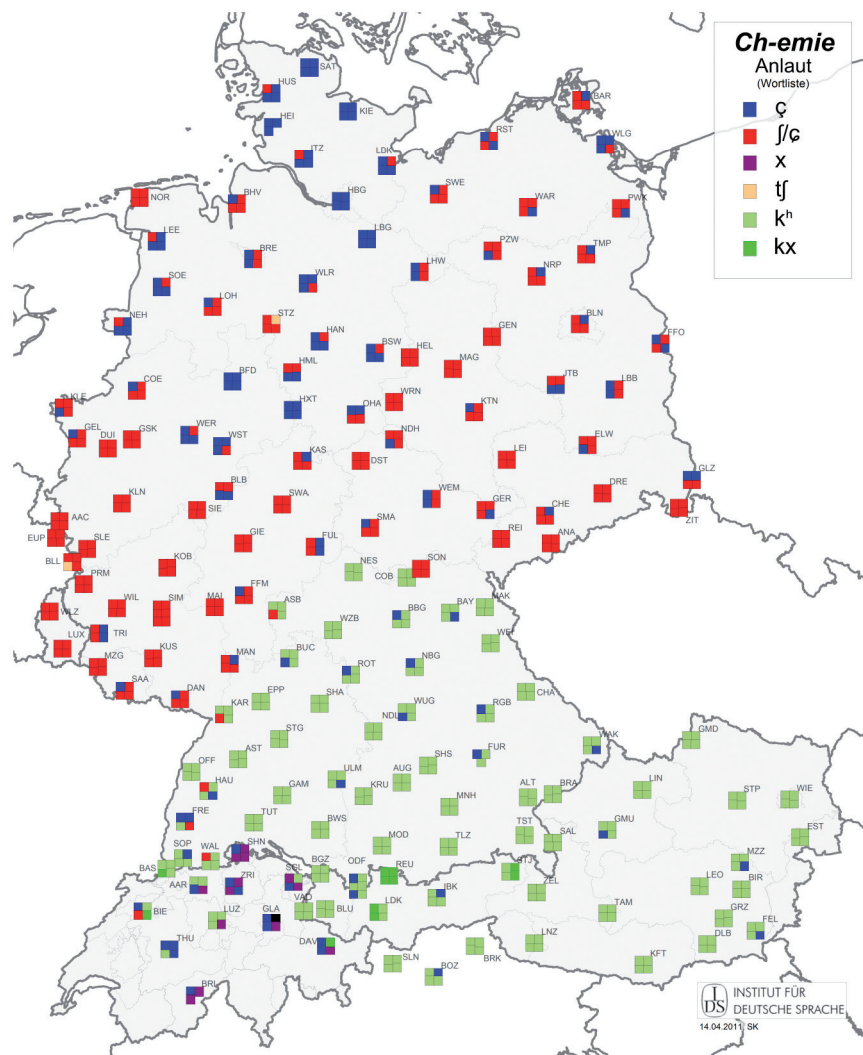 Ch-emie
Anlaut
(Wortliste)
ç
ʃ/ɕ
x
tʃ
kʰ
kx
SAT
HUS
HEI
KIE
ITZ
LDK
RST
BAR
WLG
NOR
BHV
HBG
SWE
WAR
PWK
LEE
LBG
BRE
PZW
TMP
SOE
WLR
LHW
NRP
LOH
NEH
STZ
HAN
BLN
FFO
GEN
BSW
HEL
MAG
COE
BFD
HML
JTB
LBB
KLE
HXT
OHA
WRN
KTN
GEL
DUI
GSK
WER
WST
NDH
ELW
KAS
DST
LEI
GLZ
BLB
KLN
SWA
WEM
DRE
SIE
GER
CHE
ZIT
AAC
EUP
SLE
GIE
FUL
SMA
REI
ANA
BLL
PRM
KOB
NES
COB
SON
WLZ
WIL
SIM
MAI
FFM
ASB
WZB
BBG
BAY
MAK
LUX
TRI
MZG
KUS
MAN
BUC
ROT
NBG
WEI
SAA
DAN
KAR
EPP
SHA
NDL
WUG
RGB
CHA
STG
WAK
GMD
OFF
AST
FUR
HAU
GAM
ULM
KRU
AUG
SHS
MNH
ALT
BRA
LIN
STP
WIE
FRE
TUT
BWS
MOD
TLZ
TST
SAL
GMU
EST
SOP
WAL
SHN
BAS
AAR
ZRI
SGL
BGZ
ODF
REU
STJ
MZZ
LEO
BIR
VAD
BLU
LDK
IBK
ZEL
BIE
LUZ
GLA
TAM
GRZ
FEL
THU
DAV
SLN
BOZ
BRK
LNZ
KFT
DLB
BRI
IDS
INSTITUT FÜR
DEUTSCHE SPRACHE
14.04.2011, SK